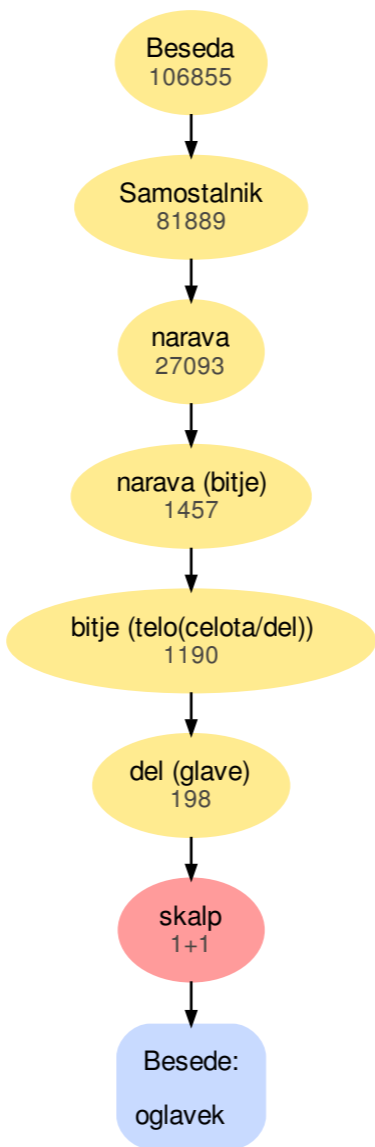 Beseda
106855
Samostalnik
81889
narava
27093
narava (bitje)
1457
bitje (telo(celota/del))
1190
del (glave)
198
skalp
1+1
Besede:
oglavek